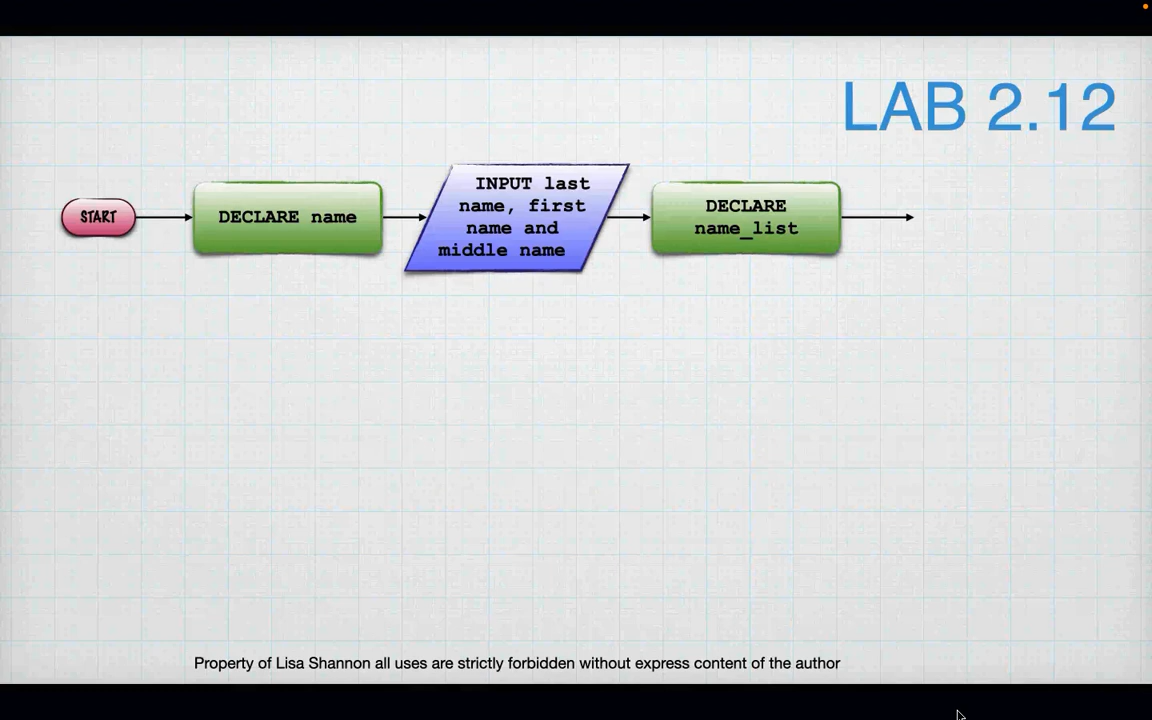 LAB 2.12
START
DECLARE name
INPUT last
name, first
name and
middle name
DECLARE
name_list
Property of Lisa Shannon all uses are strictly forbidden without express content of the author